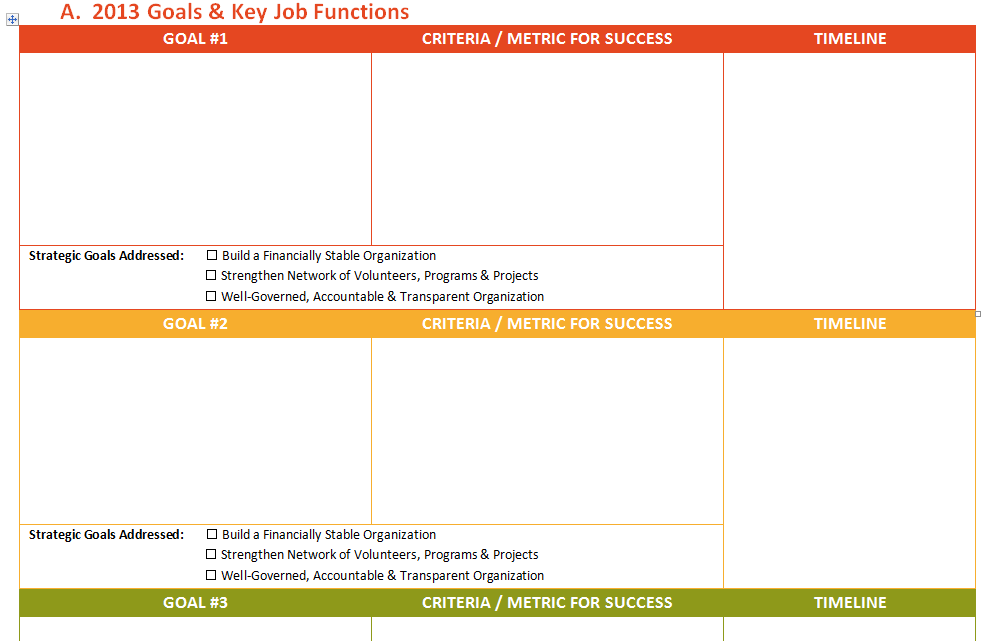 A. 2013 Goals & Key Job Functions
GOAL #1 CRITERIA / METRIC FOR SUCCESS TIMELINE
Strategic Goals Addressed: ☐ Build a Financially Stable Organization
☐ Strengthen Network of Volunteers, Programs & Projects
☐ Well-Governed, Accountable & Transparent Organization
GOAL #2 CRITERIA / METRIC FOR SUCCESS TIMELINE
Strategic Goals Addressed: ☐ Build a Financially Stable Organization
☐ Strengthen Network of Volunteers, Programs & Projects
☐ Well-Governed, Accountable & Transparent Organization
GOAL #3 CRITERIA / METRIC FOR SUCCESS TIMELINE